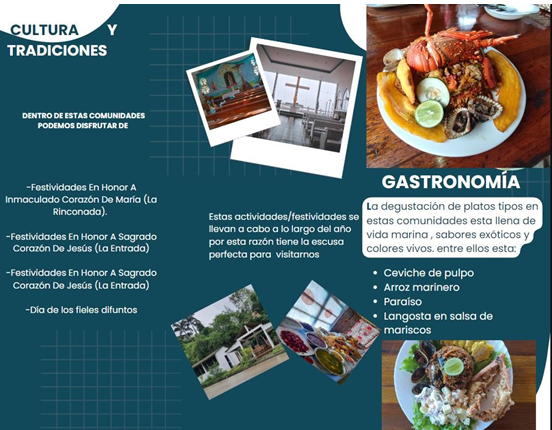 CULTURA Y
TRADICIONES
DENTRO DE ESTAS COMUNIDADES
PODEMOS DISFRUTAR DE
-Festividades En Honor A
Inmaculado Corazón De María (La
Rinconada).
-Festividades En Honor A Sagrado
Corazón De Jesús (La Entrada)
-Festividades En Honor A Sagrado
Corazón De Jesús (La Entrada)
-Día de los fieles difuntos
Estas actividades/festividades se
llevan a cabo a lo largo del año
por esta razón tiene la escusa
perfecta para visitarnos
GASTRONOMÍA
La degustación de platos tipos en
estas comunidades esta llena de
vida marina , sabores exóticos y
colores vivos. entre ellos esta:
• Ceviche de pulpo
• Arroz marinero
• Paraíso
• Langosta en salsa de
mariscos